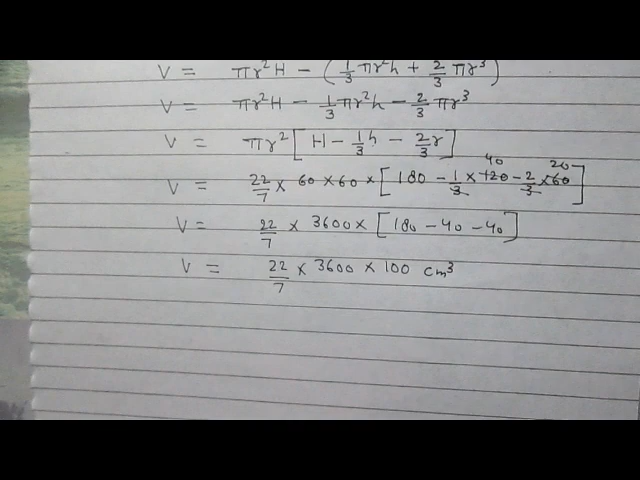 V = πr²H − (1/3 πr²h + 2/3 πr³)
V = πr²H − 1/3 πr²h − 2/3 πr³
V = πr² [H − 1/3 h − 2/3 r]
40 20
V = 22/7 × 60 × 60 × [180 − 1/3 × 120 − 2/3 × 60]
V = 22/7 × 3600 × [180 − 40 − 40]
V = 22/7 × 3600 × 100 cm³